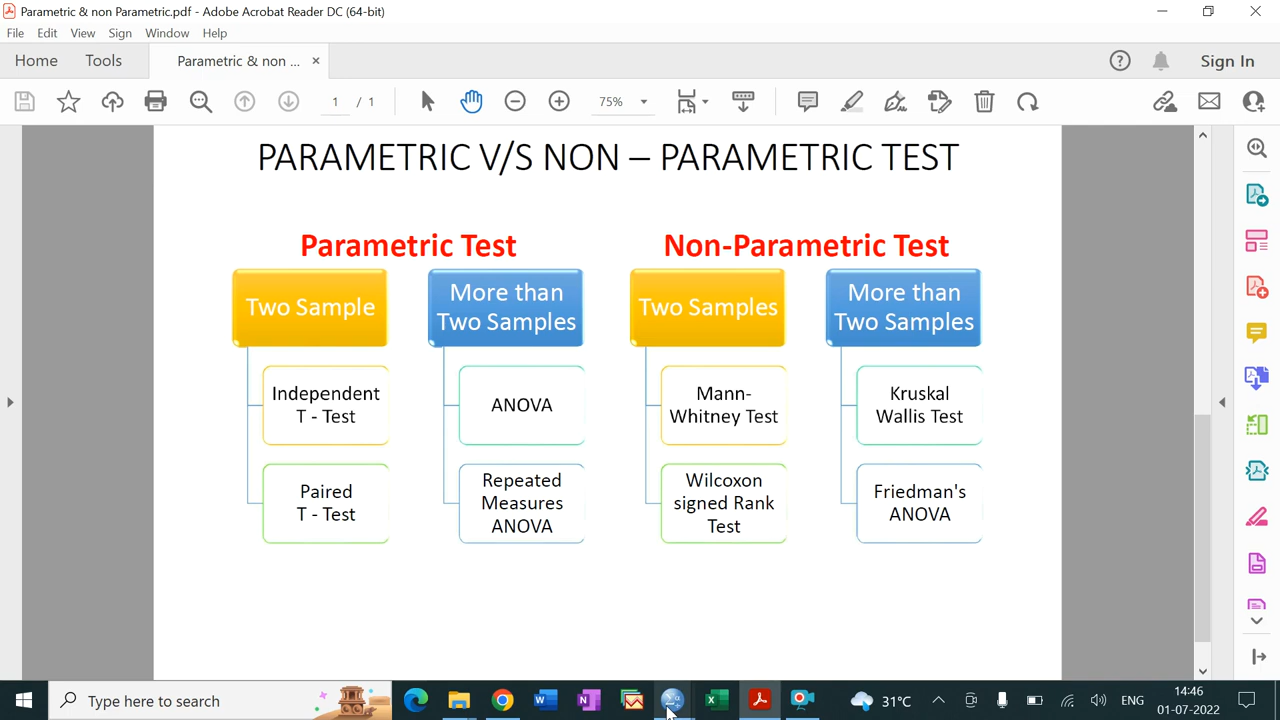 Parametric & non Parametric.pdf - Adobe Acrobat Reader DC (64-bit)
File Edit View Sign Window Help
Home Tools Parametric & non ... × Sign In
1 / 1 75%
PARAMETRIC V/S NON – PARAMETRIC TEST
Parametric Test
Non-Parametric Test
Two Sample
More than
Two Samples
Two Samples
More than
Two Samples
Independent
T - Test
ANOVA
Mann-
Whitney Test
Kruskal
Wallis Test
Paired
T - Test
Repeated
Measures
ANOVA
Wilcoxon
signed Rank
Test
Friedman's
ANOVA
Type here to search
31°C
ENG
14:46
01-07-2022